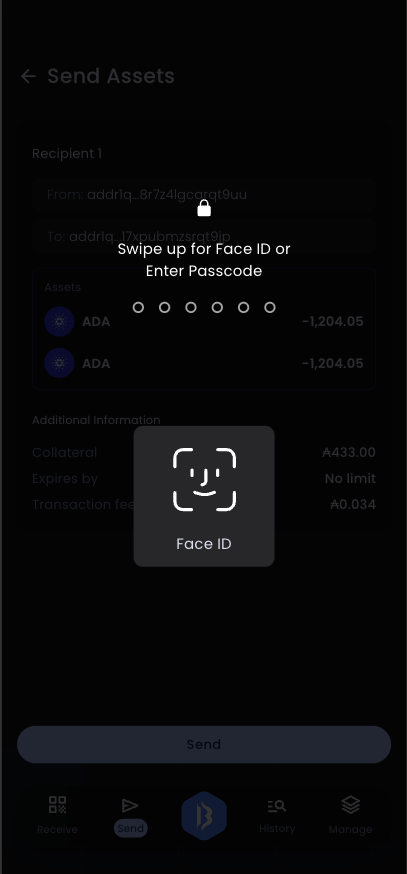 Send Assets
Recipient 1
From: addr1q...8r7z4lgcqrqt9uu
To: addr1q...17xpubmzsrqt9jp
Swipe up for Face ID or
Enter Passcode
Assets
ADA -1,204.05
ADA -1,204.05
Additional Information
Collateral ₳433.00
Expires by No limit
Transaction fee ₳0.034
Face ID
Send
Receive
Send
History
Manage